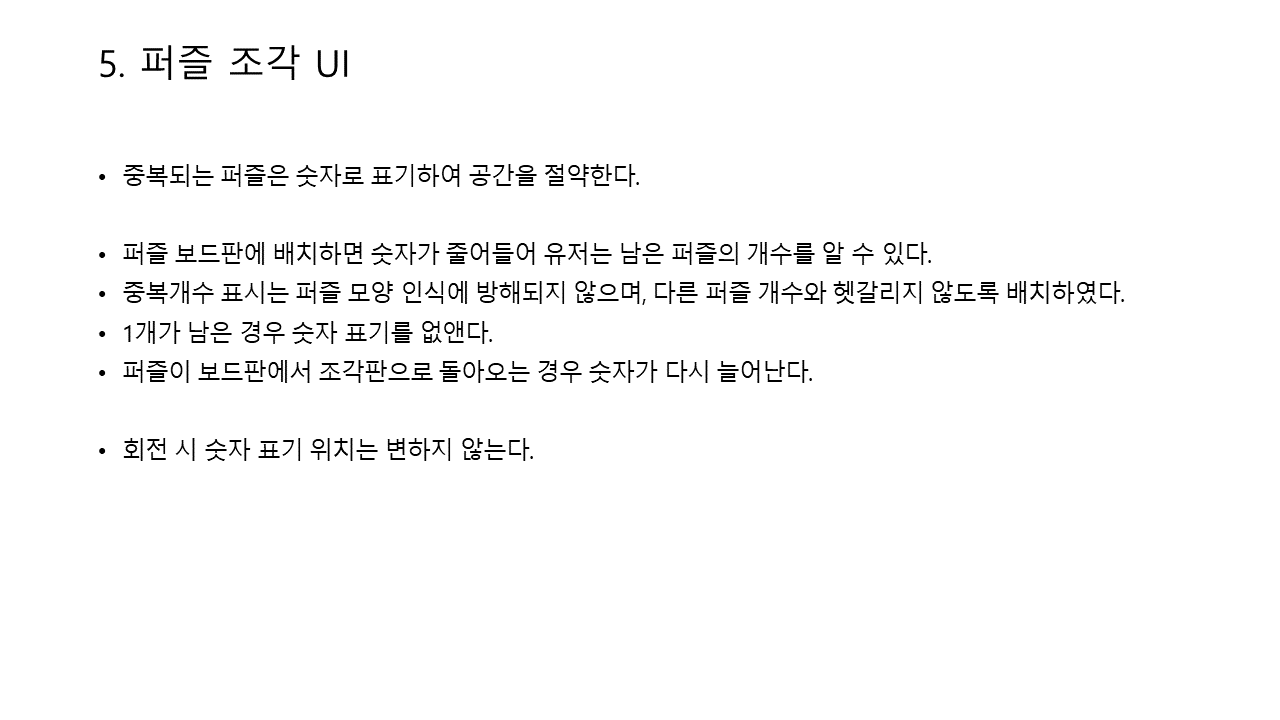 5. 퍼즐 조각 UI
• 중복되는 퍼즐은 숫자로 표기하여 공간을 절약한다.
• 퍼즐 보드판에 배치하면 숫자가 줄어들어 유저는 남은 퍼즐의 개수를 알 수 있다.
• 중복개수 표시는 퍼즐 모양 인식에 방해되지 않으며, 다른 퍼즐 개수와 헷갈리지 않도록 배치하였다.
• 1개가 남은 경우 숫자 표기를 없앤다.
• 퍼즐이 보드판에서 조각판으로 돌아오는 경우 숫자가 다시 늘어난다.
• 회전 시 숫자 표기 위치는 변하지 않는다.